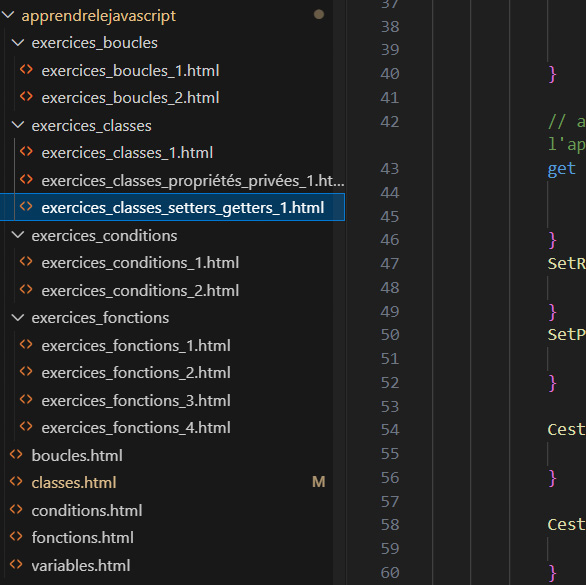 apprendrelejavascript
exercices_boucles
exercices_boucles_1.html
exercices_boucles_2.html
exercices_classes
exercices_classes_1.html
exercices_classes_propriétés_privées_1.ht...
exercices_classes_setters_getters_1.html
exercices_conditions
exercices_conditions_1.html
exercices_conditions_2.html
exercices_fonctions
exercices_fonctions_1.html
exercices_fonctions_2.html
exercices_fonctions_3.html
exercices_fonctions_4.html
boucles.html
classes.html M
conditions.html
fonctions.html
variables.html
37
38
39
40 }
41
42 // a
l'ap
43 get
44
45
46 }
47 SetR
48
49 }
50 SetP
51
52 }
53
54 Cest
55
56 }
57
58 Cest
59
60 }